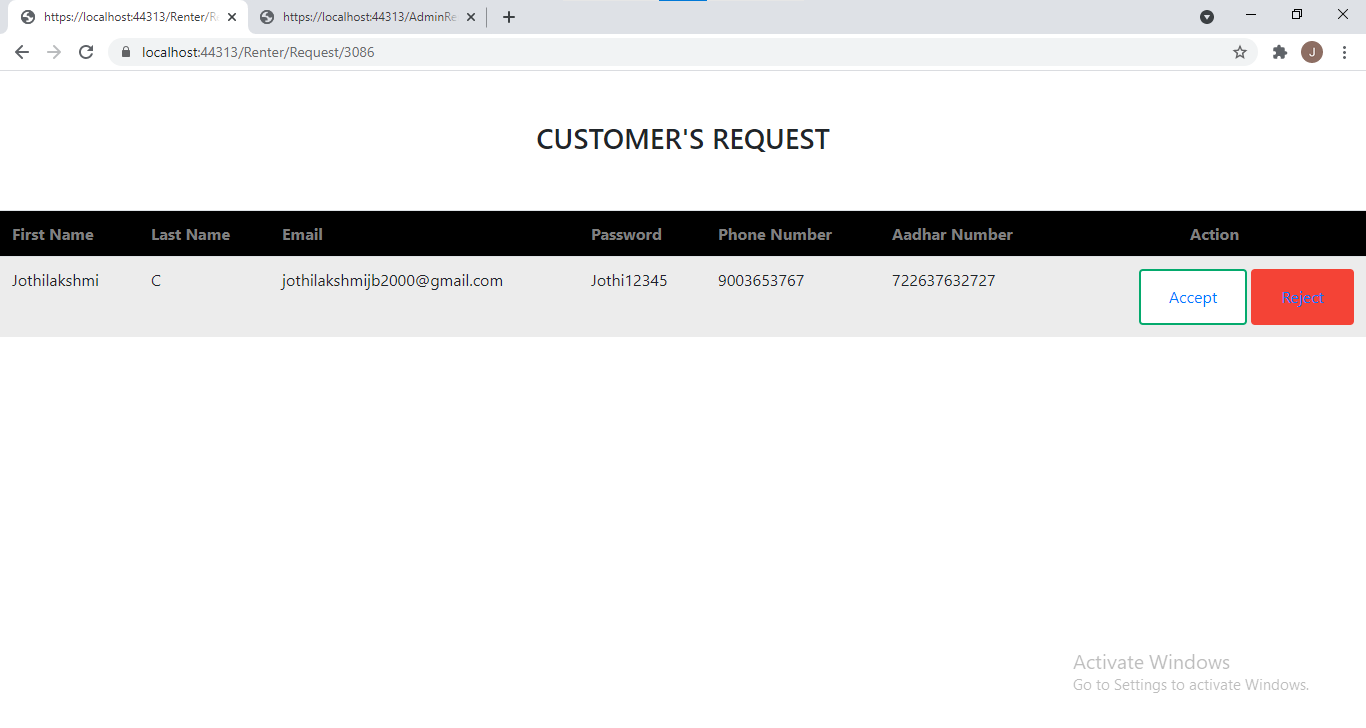 https://localhost:44313/Renter/R
https://localhost:44313/AdminRe
localhost:44313/Renter/Request/3086
J
CUSTOMER'S REQUEST
First Name Last Name Email Password Phone Number Aadhar Number Action
Jothilakshmi C jothilakshmijb2000@gmail.com Jothi12345 9003653767 722637632727 Accept Reject
Activate Windows
Go to Settings to activate Windows.